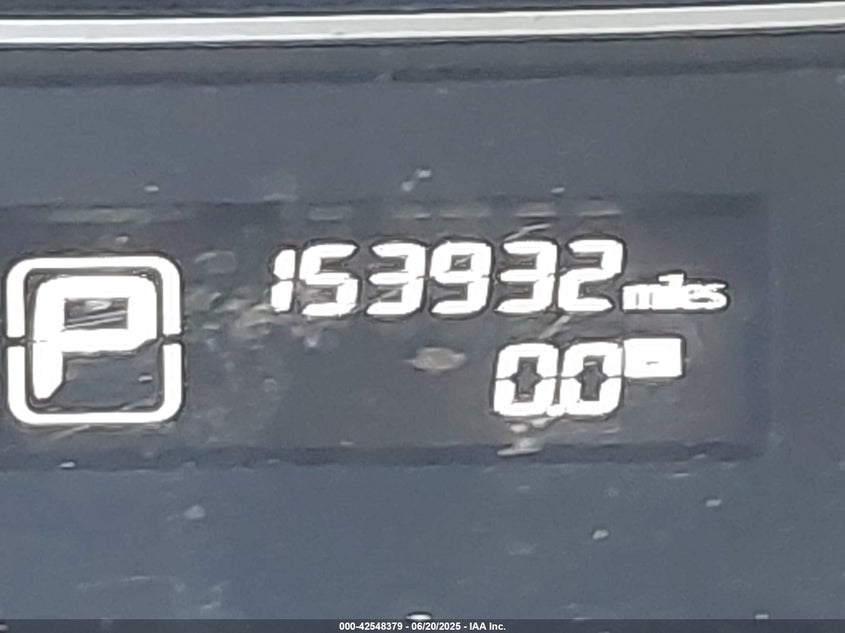 153932 miles
P
0.0
000-42548379 - 06/20/2025 - IAA Inc.